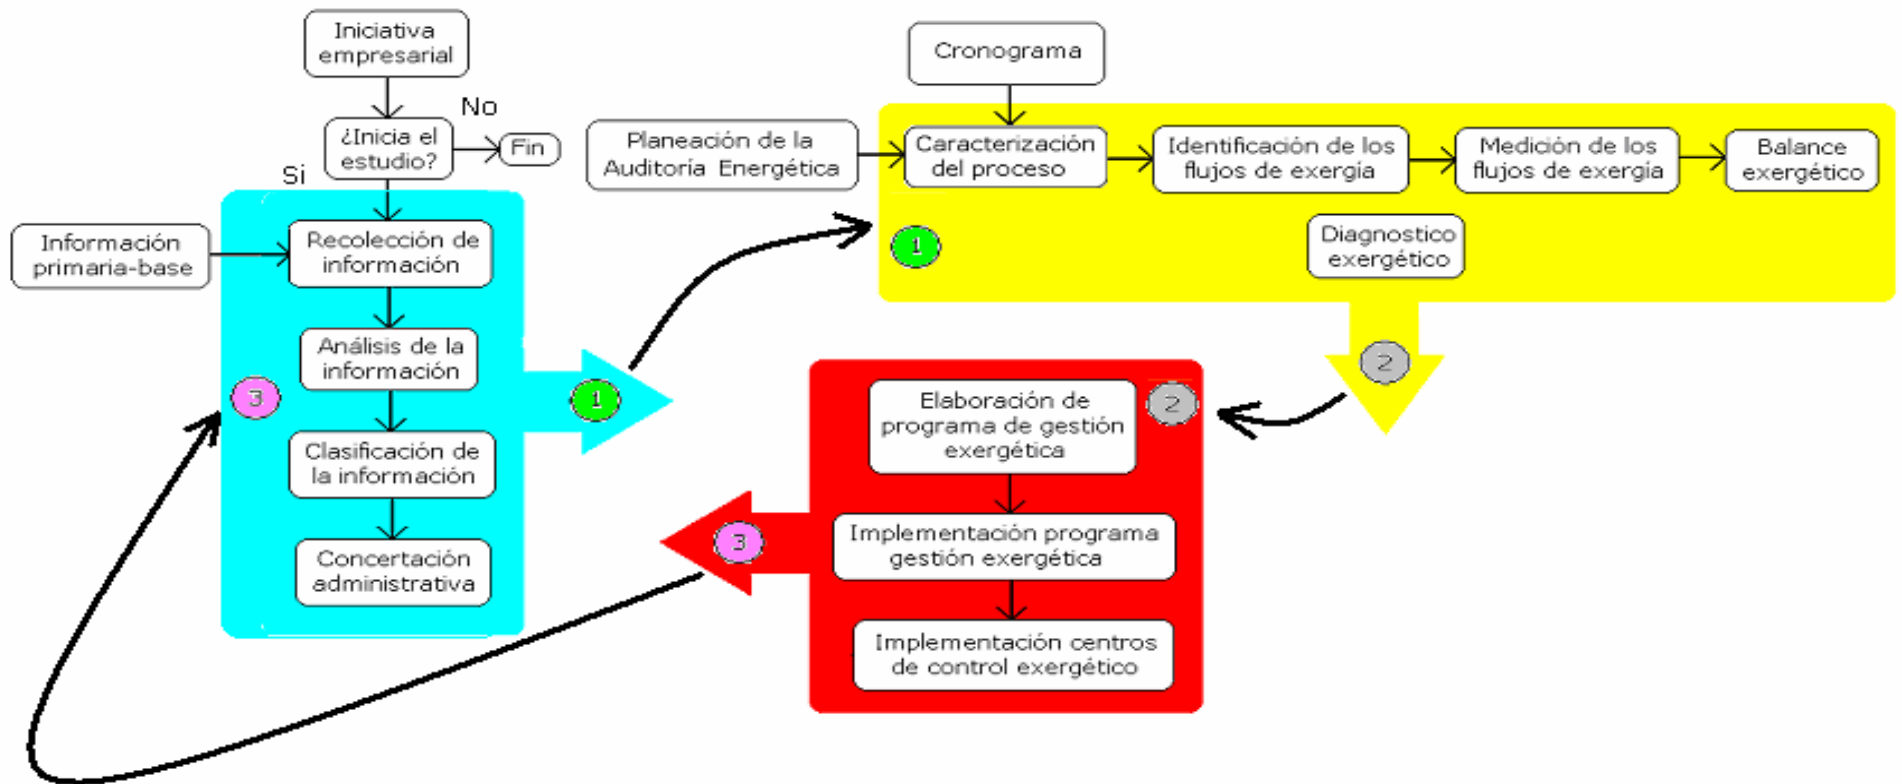 Iniciativa
empresarial
No
¿Inicia el
estudio?
Fin
Si
Información
primaria-base
Recolección de
información
Análisis de la
información
3
1
Clasificación de
la información
Concertación
administrativa
Cronograma
Planeación de la
Auditoría Energética
Caracterización
del proceso
Identificación de los
flujos de exergía
Medición de los
flujos de exergía
Balance
exergético
1
Diagnostico
exergético
2
Elaboración de
programa de gestión
exergética
2
Implementación programa
gestión exergética
3
Implementación centros
de control exergético